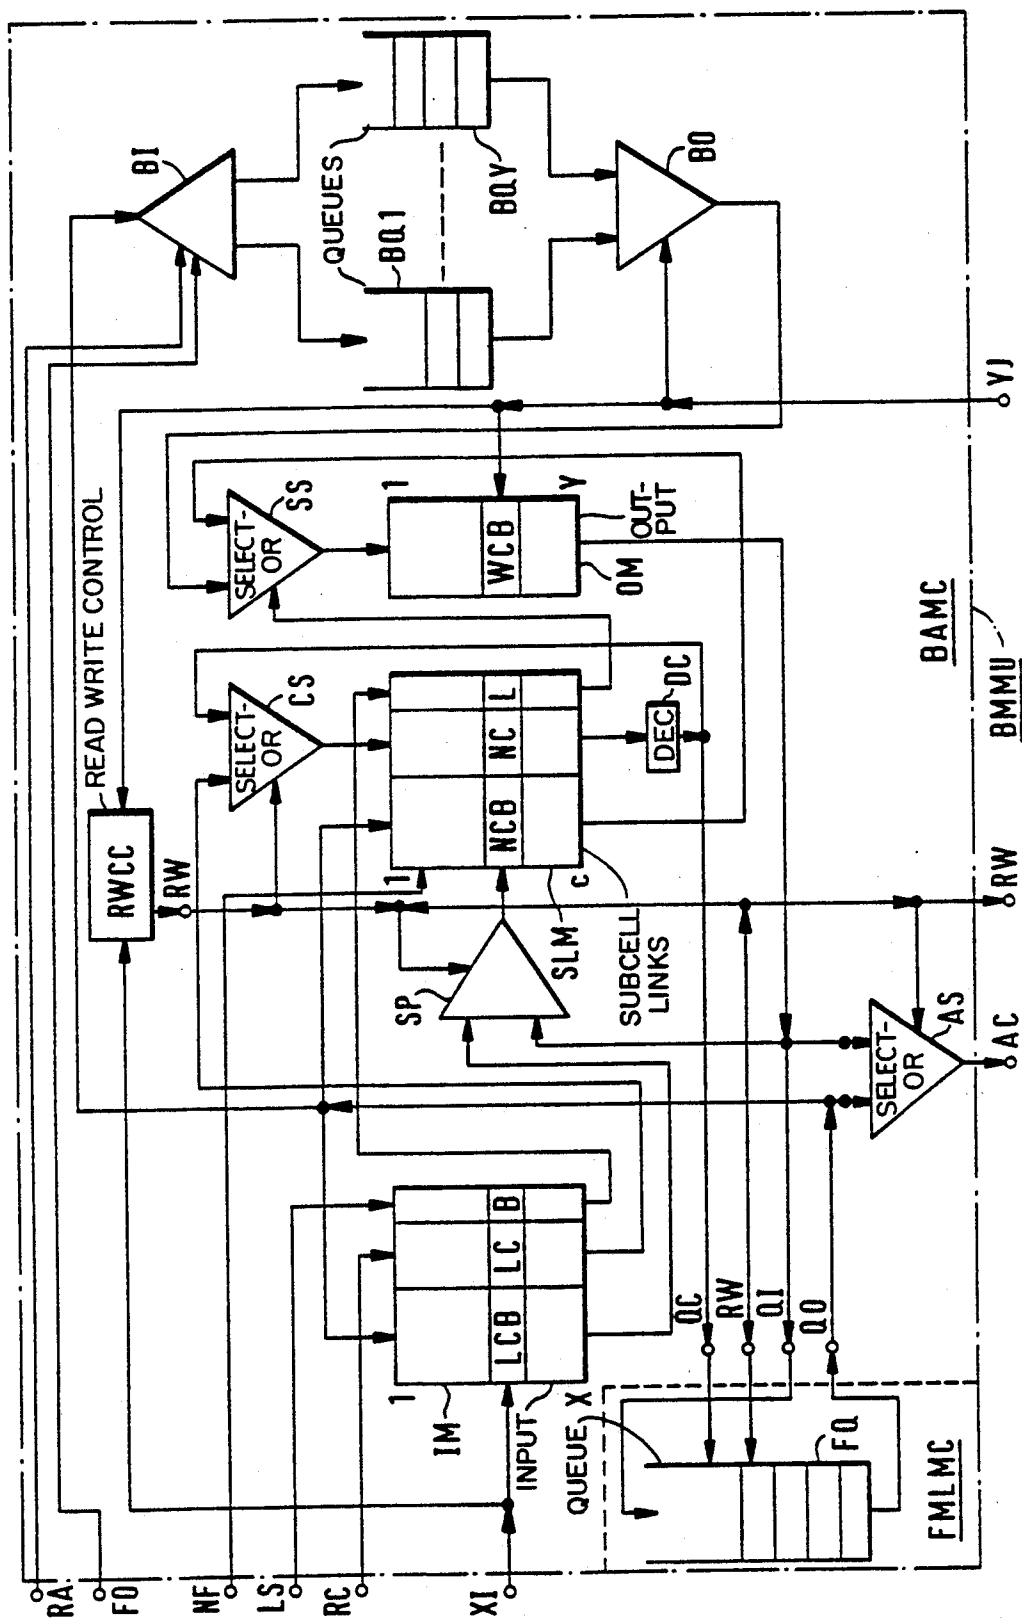 RA
FO
NF
LS
RC
XI
YJ
RW
AC
BAMC
BMMU
FMLMC
READ WRITE CONTROL
RWCC
RW
BI
QUEUES
BQ1
BQY
BO
SELECT-
OR
SS
SELECT-
OR
CS
1
WCB
Y
OUT-
PUT
OM
1
NCB
NC
L
c
SLM
SUBCELL
LINKS
DEC
DC
SP
1
LCB
LC
B
X
IM
INPUT
QC
RW
QI
QO
QUEUE
FQ
SELECT-
OR
AS